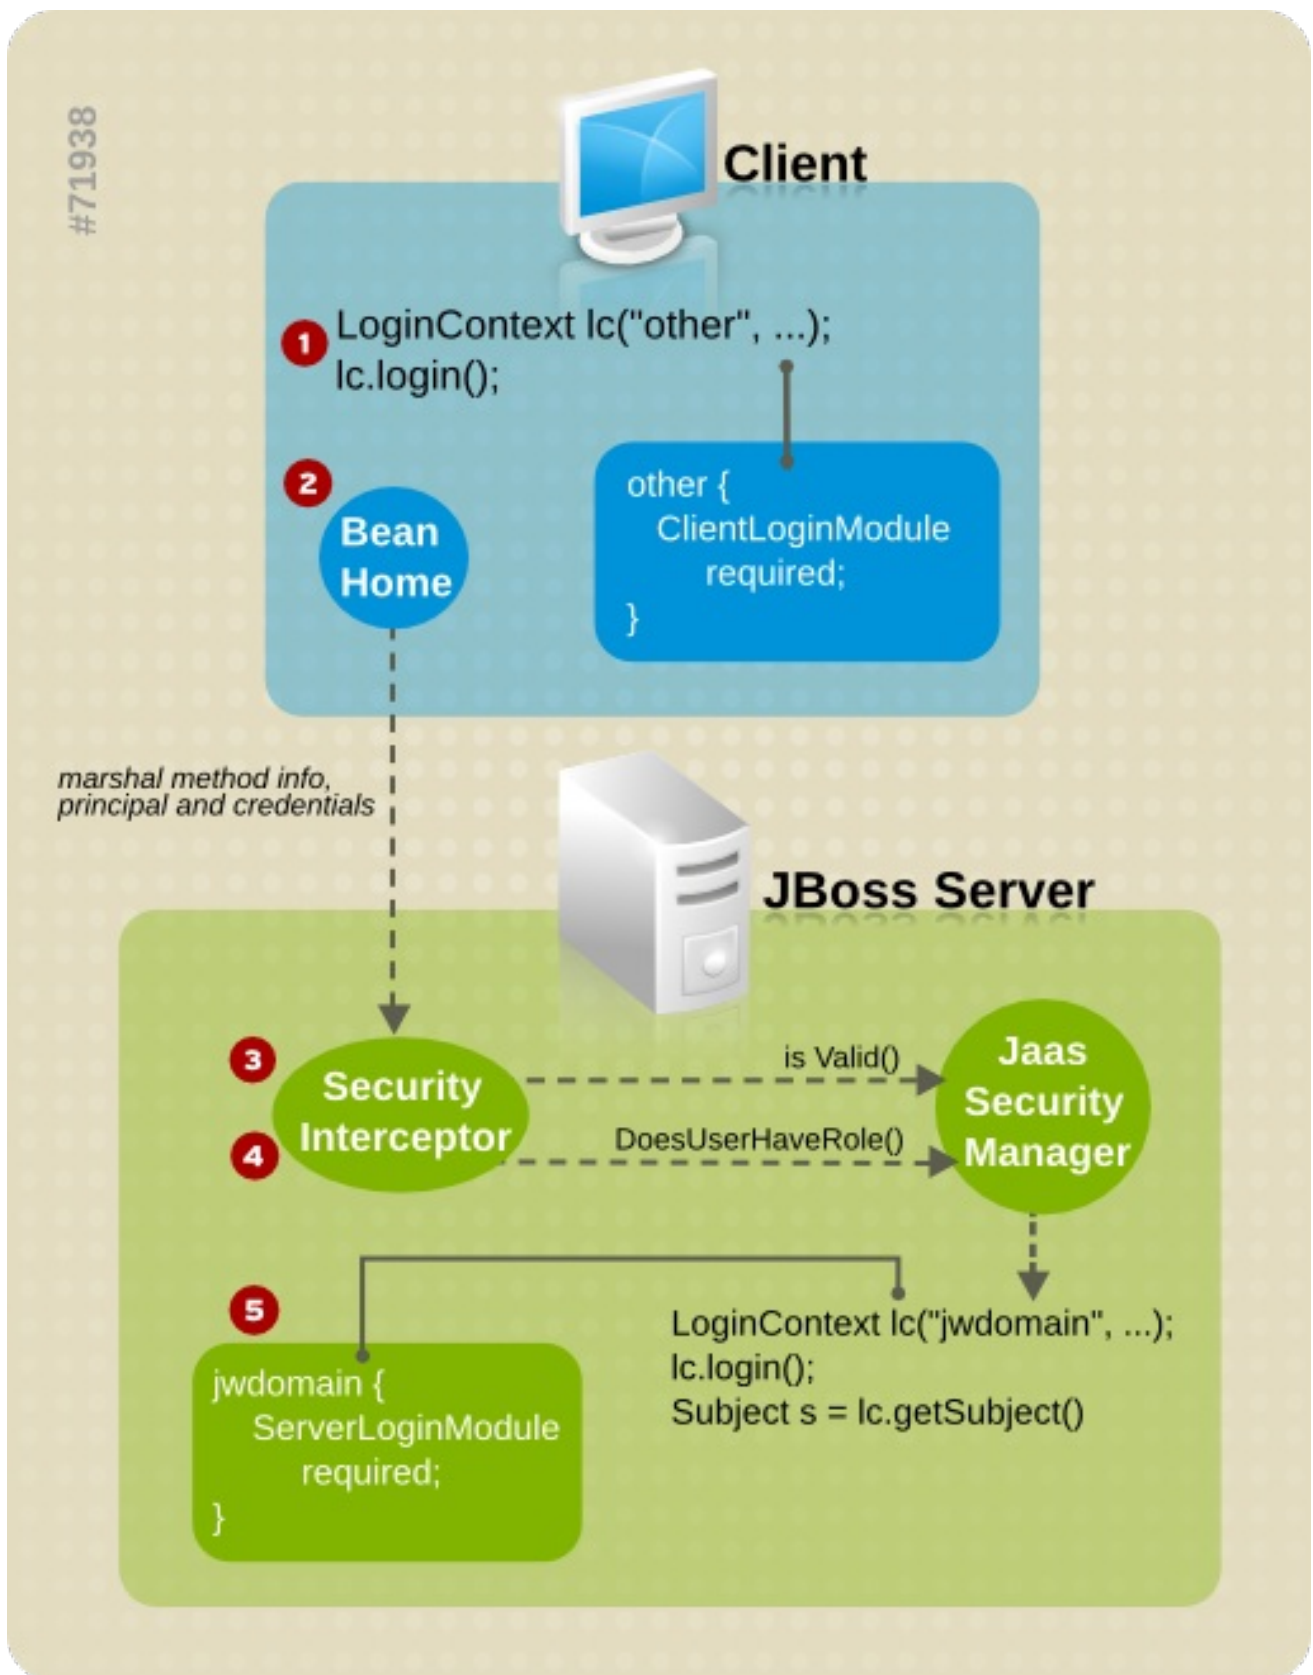 #71938
Client
1
LoginContext lc("other", ...);
lc.login();
2
Bean
Home
other {
ClientLoginModule
required;
}
marshal method info,
principal and credentials
JBoss Server
3
Security
Interceptor
4
is Valid()
DoesUserHaveRole()
Jaas
Security
Manager
5
jwdomain {
ServerLoginModule
required;
}
LoginContext lc("jwdomain", ...);
lc.login();
Subject s = lc.getSubject()